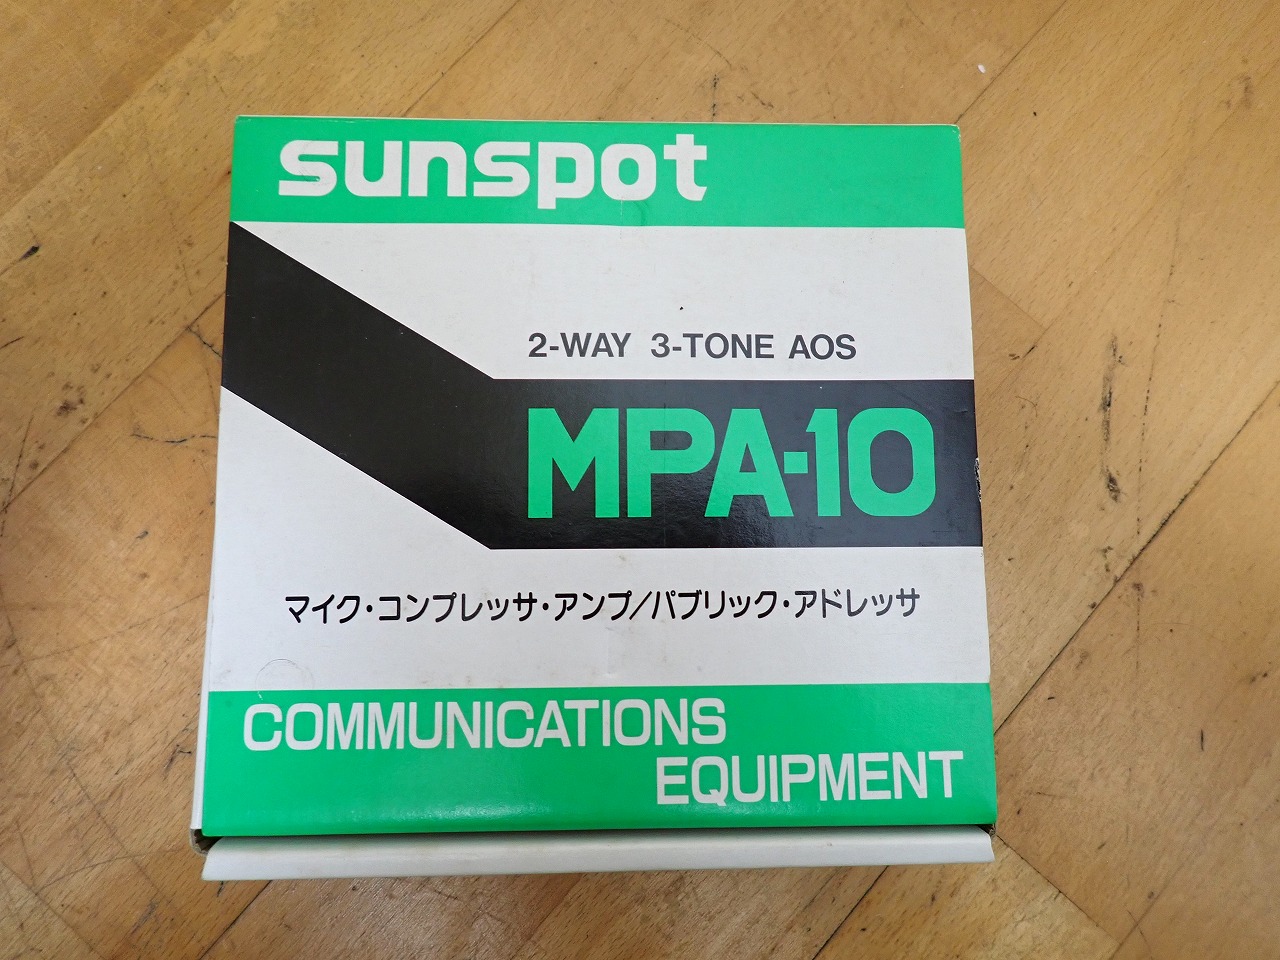 sunspot
2-WAY 3-TONE AOS
MPA-10
マイク・コンプレッサ・アンプ/パブリック・アドレッサ
COMMUNICATIONS
EQUIPMENT